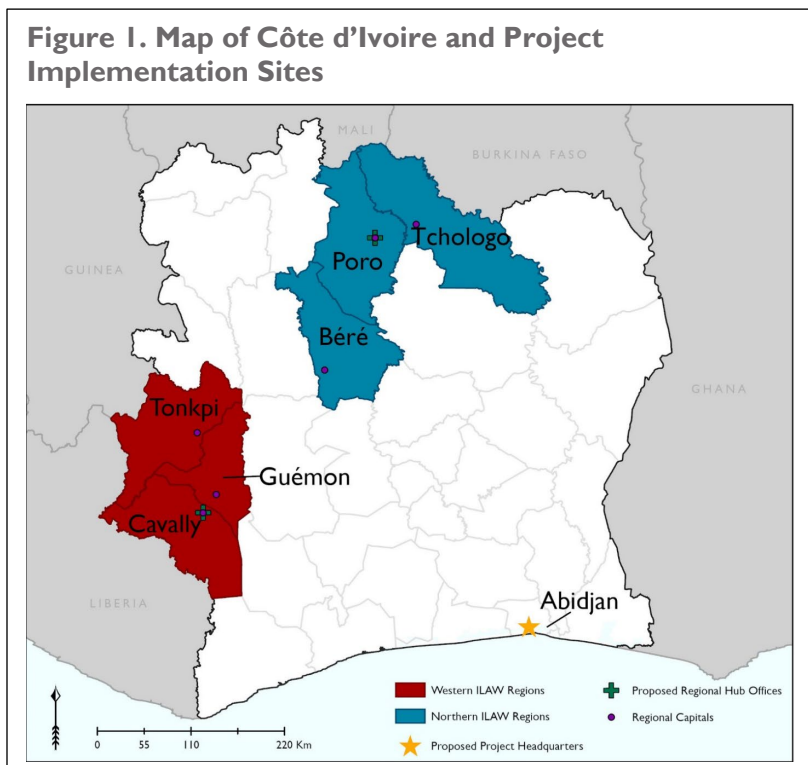 Figure 1. Map of Côte d'Ivoire and Project
Implementation Sites
MALI
BURKINA FASO
GUINEA
Tchologo
Poro
Béré
GHANA
Tonkpi
Guémon
Cavally
LIBERIA
Abidjan
Western ILAW Regions
Proposed Regional Hub Offices
Northern ILAW Regions
Regional Capitals
Proposed Project Headquarters
0 55 110 220 Km